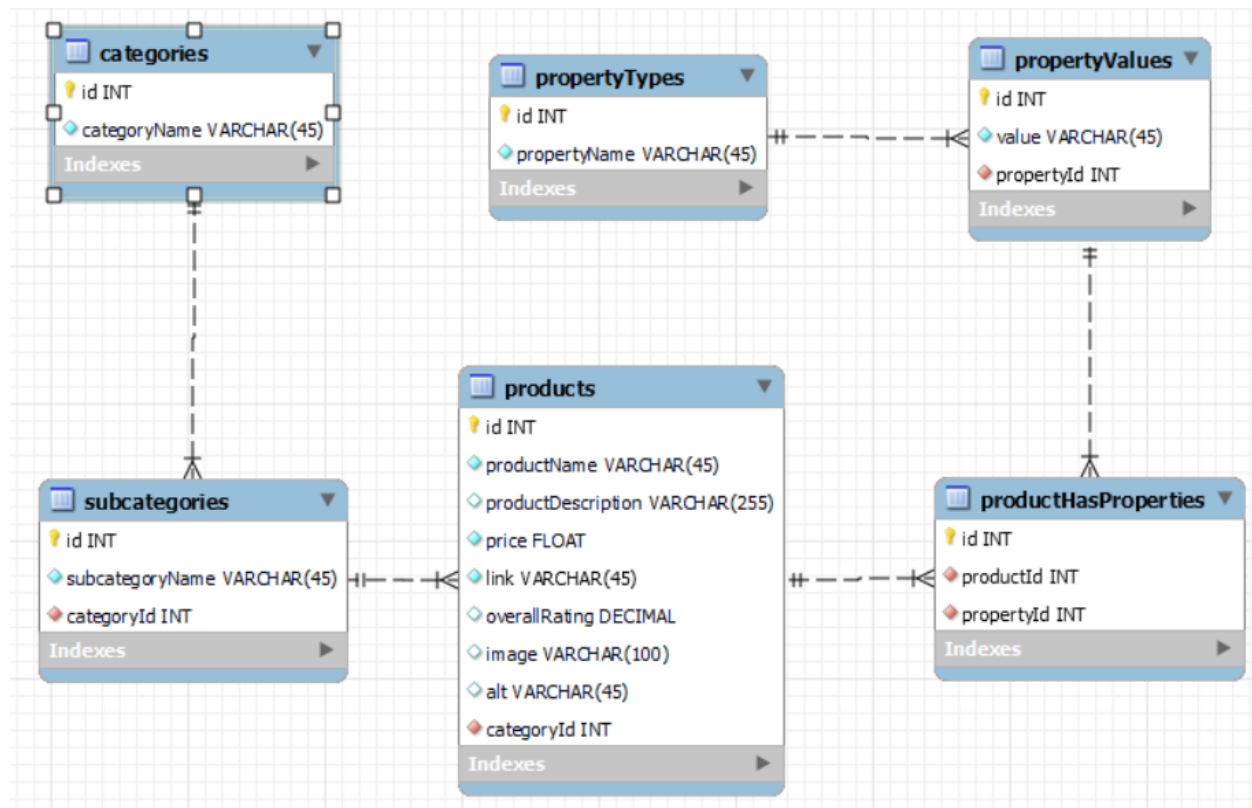 categories
id INT
categoryName VARCHAR(45)
Indexes
propertyTypes
id INT
propertyName VARCHAR(45)
Indexes
propertyValues
id INT
value VARCHAR(45)
propertyId INT
Indexes
subcategories
id INT
subcategoryName VARCHAR(45)
categoryId INT
Indexes
products
id INT
productName VARCHAR(45)
productDescription VARCHAR(255)
price FLOAT
link VARCHAR(45)
overallRating DECIMAL
image VARCHAR(100)
alt VARCHAR(45)
categoryId INT
Indexes
productHasProperties
id INT
productId INT
propertyId INT
Indexes